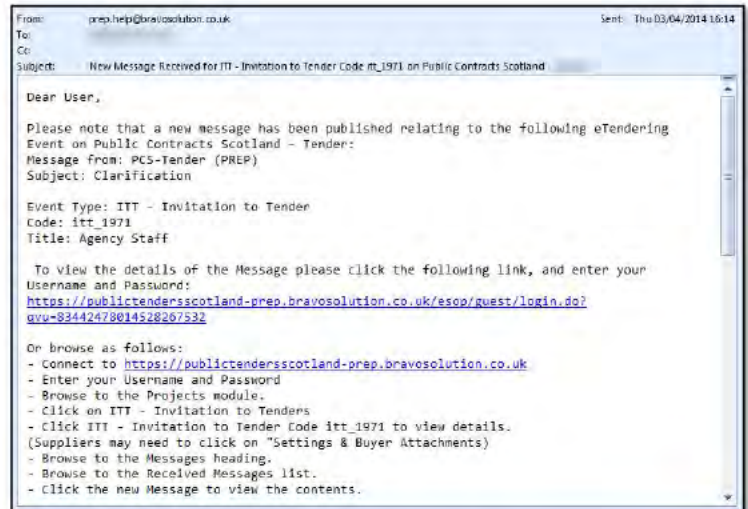 From: prep.help@bravosolution.co.uk Sent: Thu 03/04/2014 16:14
To:
Cc:
Subject: New Message Received for ITT - Invitation to Tender Code itt_1971 on Public Contracts Scotland
Dear User,
Please note that a new message has been published relating to the following eTendering
Event on Public Contracts Scotland - Tender:
Message from: PCS-Tender (PREP)
Subject: Clarification
Event Type: ITT - Invitation to Tender
Code: itt_1971
Title: Agency Staff
To view the details of the Message please click the following link, and enter your
Username and Password:
https://publictendersscotland-prep.bravosolution.co.uk/esop/guest/login.do?
qvu=83442478014528267532
Or browse as follows:
- Connect to https://publictendersscotland-prep.bravosolution.co.uk
- Enter your Username and Password
- Browse to the Projects module.
- Click on ITT - Invitation to Tenders
- Click ITT - Invitation to Tender Code itt_1971 to view details.
(Suppliers may need to click on "Settings & Buyer Attachments)
- Browse to the Messages heading.
- Browse to the Received Messages list.
- Click the new Message to view the contents.